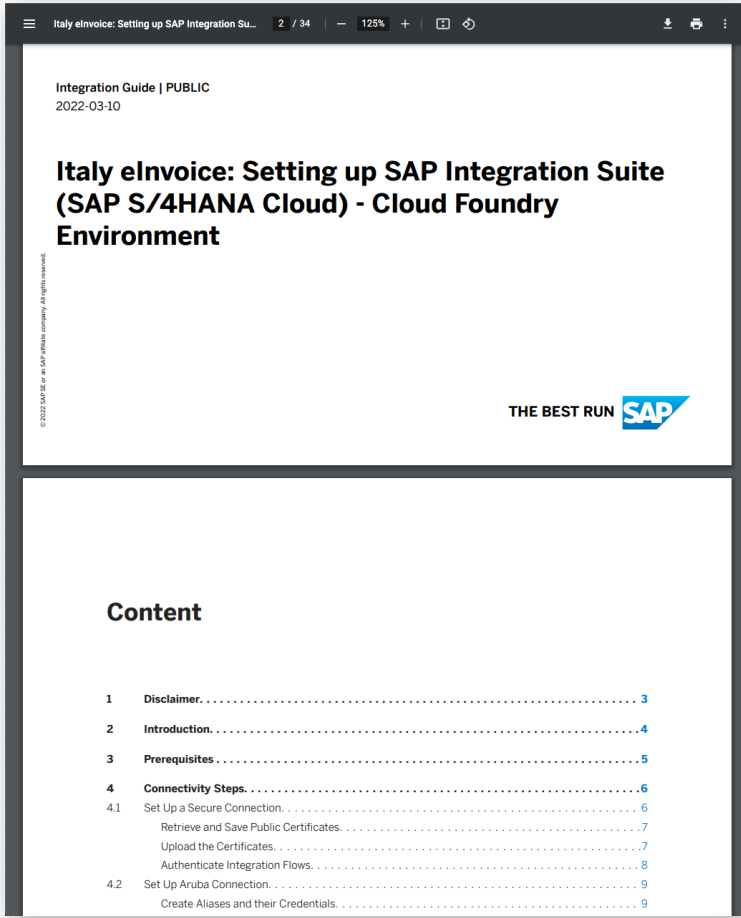 Italy eInvoice: Setting up SAP Integration Su... 2 / 34 125%
Integration Guide | PUBLIC
2022-03-10
Italy eInvoice: Setting up SAP Integration Suite
(SAP S/4HANA Cloud) - Cloud Foundry
Environment
© 2022 SAP SE or an SAP affiliate company. All rights reserved.
THE BEST RUN SAP
Content
1 Disclaimer. . . . . . . . . . . . . . . . . . . . . . . . . . . . . . . . . . . . . . . . 3
2 Introduction. . . . . . . . . . . . . . . . . . . . . . . . . . . . . . . . . . . . . . . . 4
3 Prerequisites . . . . . . . . . . . . . . . . . . . . . . . . . . . . . . . . . . . . . . . . 5
4 Connectivity Steps. . . . . . . . . . . . . . . . . . . . . . . . . . . . . . . . . . . . . . . . 6
4.1 Set Up a Secure Connection. . . . . . . . . . . . . . . . . . . . . . . . . . . . . . . . . . . . . . . . 6
Retrieve and Save Public Certificates. . . . . . . . . . . . . . . . . . . . . . . . . . . . . . . . . . . . . . . . 7
Upload the Certificates. . . . . . . . . . . . . . . . . . . . . . . . . . . . . . . . . . . . . . . . 7
Authenticate Integration Flows. . . . . . . . . . . . . . . . . . . . . . . . . . . . . . . . . . . . . . . . 8
4.2 Set Up Aruba Connection. . . . . . . . . . . . . . . . . . . . . . . . . . . . . . . . . . . . . . . . 9
Create Aliases and their Credentials. . . . . . . . . . . . . . . . . . . . . . . . . . . . . . . . . . . . . . . . 9